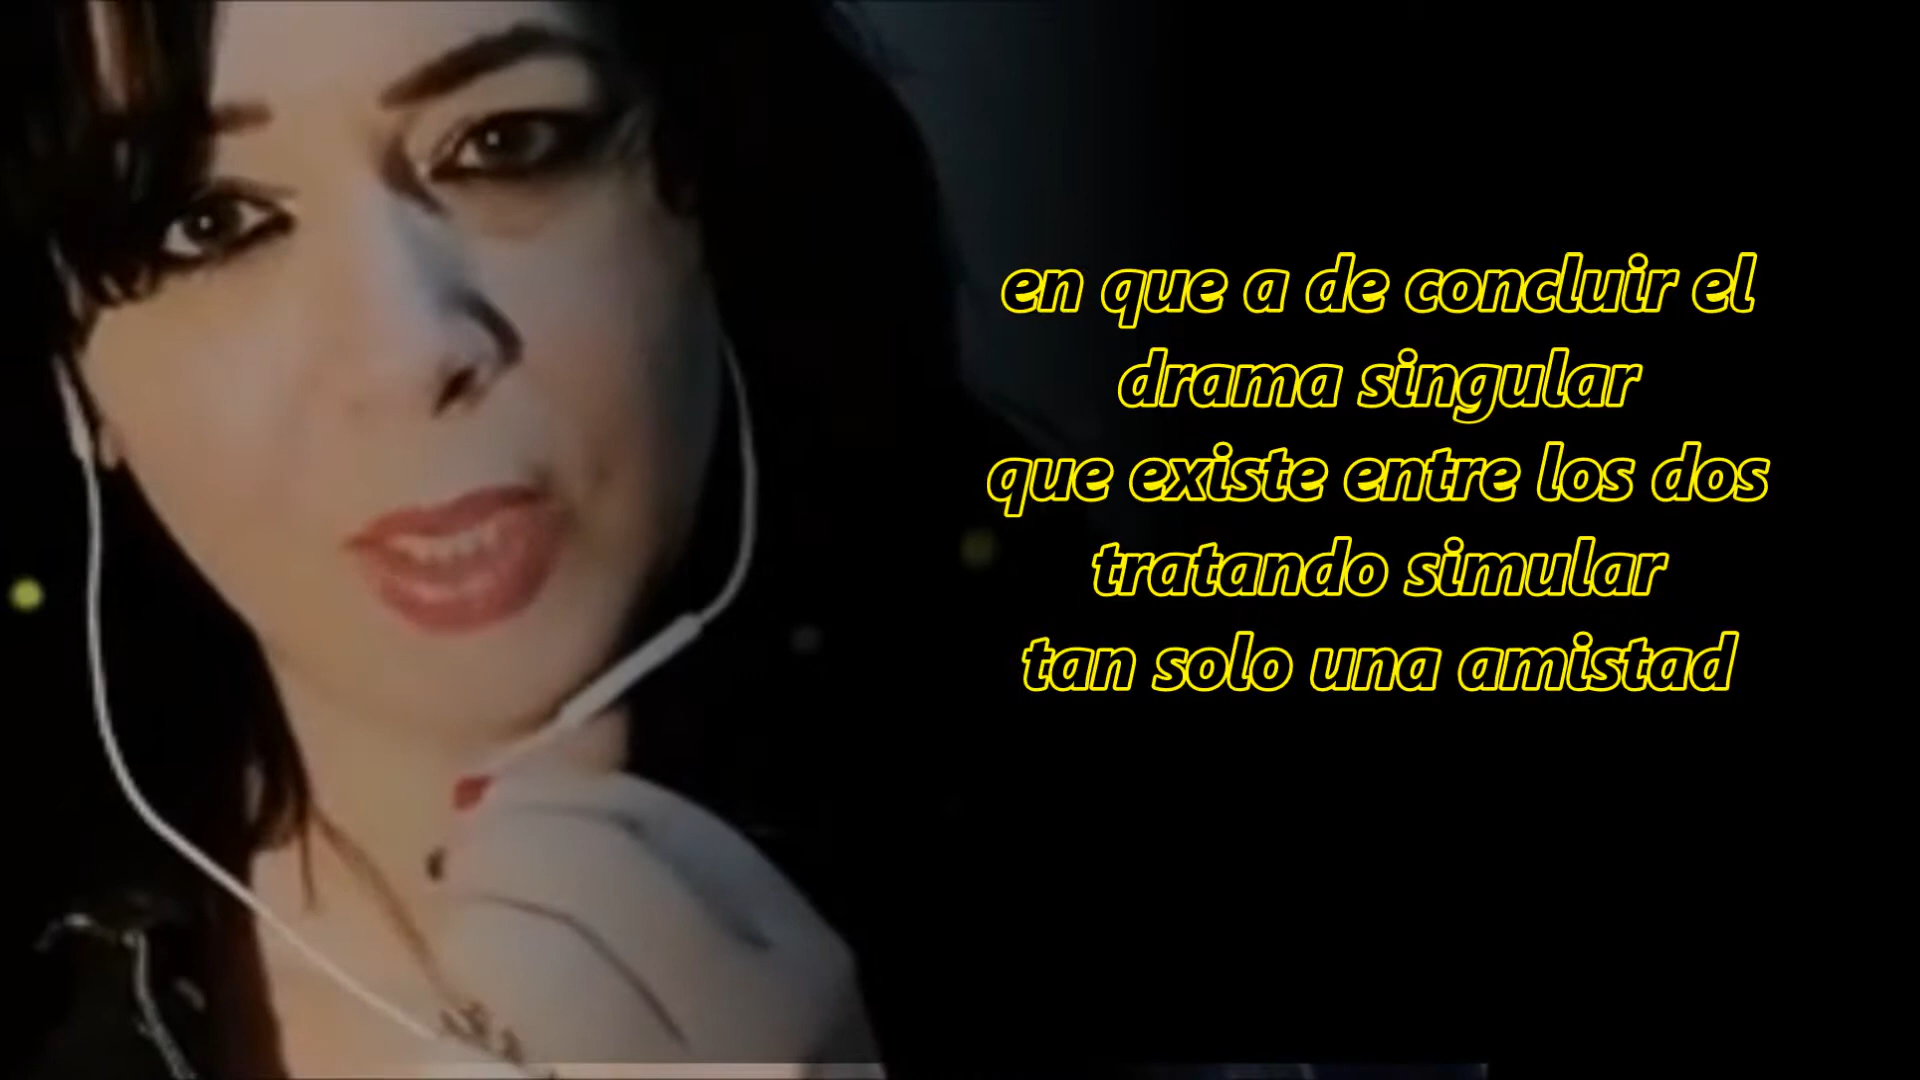 en que a de concluir el
drama singular
que existe entre los dos
tratando simular
tan solo una amistad